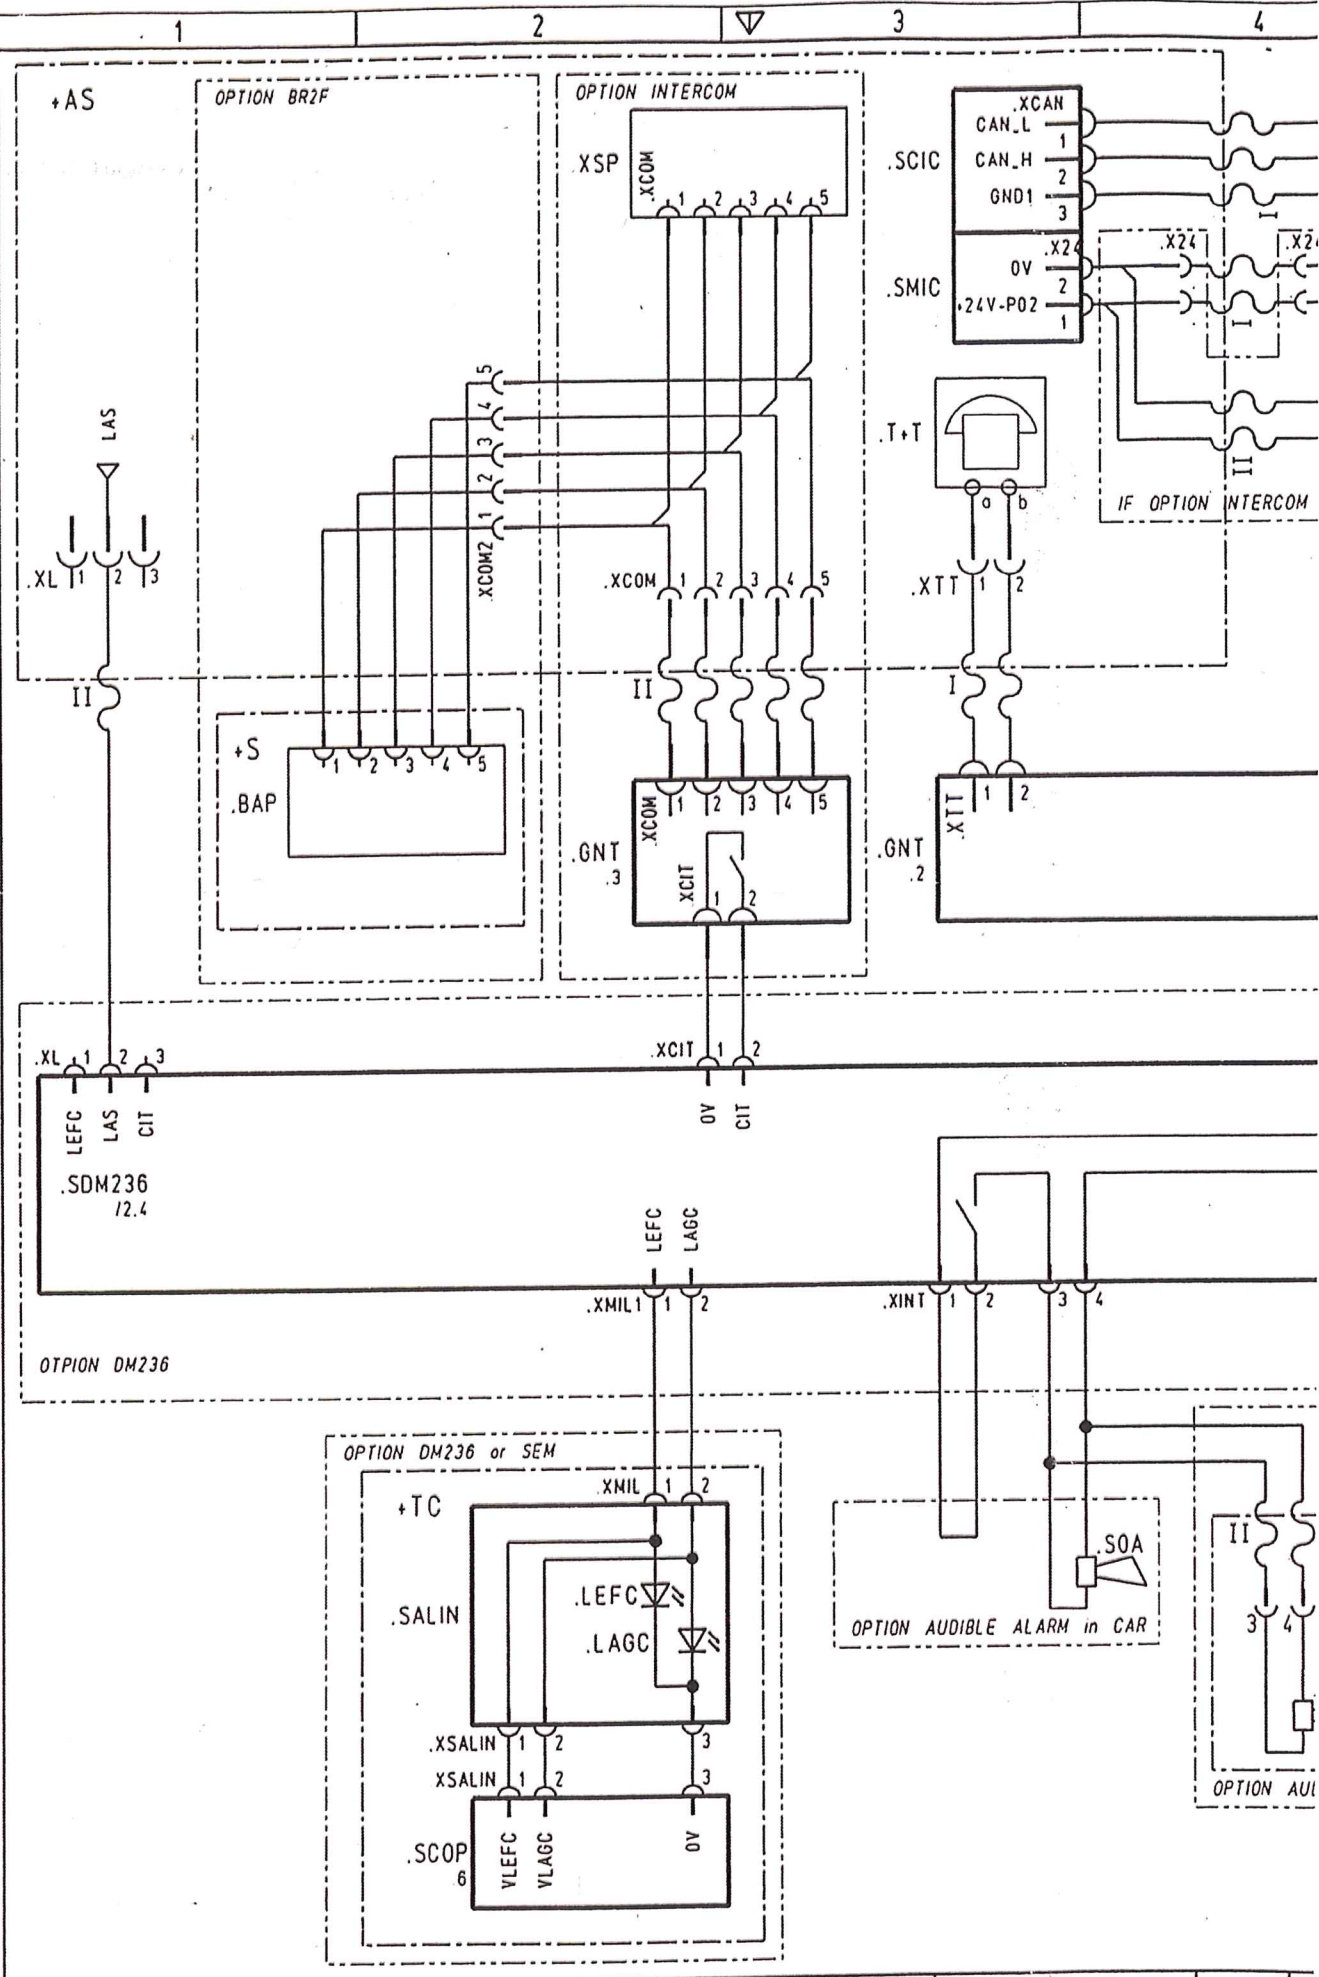 1 2 3 4
+AS
OPTION BR2F
OPTION INTERCOM
.XSP
.XCOM
1 2 3 4 5
.SCIC
.XCAN
CAN_L
1
CAN_H
2
GND1
3
I
.SMIC
.X24
0V
2
+24V-P02
1
.X24
I
II
IF OPTION INTERCOM
.T+T
a b
.XTT 1 2
I
LAS
.XL 1 2 3
II
5
4
3
2
1
.XCOM2
.XCOM 1 2 3 4 5
II
+S
1 2 3 4 5
.BAP
.XCOM
1 2 3 4 5
.GNT
.3
.XCIT
1 2
.XTT
1 2
.GNT
.2
.XL 1 2 3
LEFC
LAS
CIT
.XCIT 1 2
0V
CIT
.SDM236
/2.4
LEFC
LAGC
.XMIL1 1 2
.XINT 1 2 3 4
OTPION DM236
OPTION DM236 or SEM
+TC
.XMIL 1 2
.LEFC
.SALIN
.LAGC
.XSALIN 1 2 3
.XSALIN 1 2 3
.SCOP
.6
VLEFC
VLAGC
0V
.SOA
OPTION AUDIBLE ALARM in CAR
II
3 4